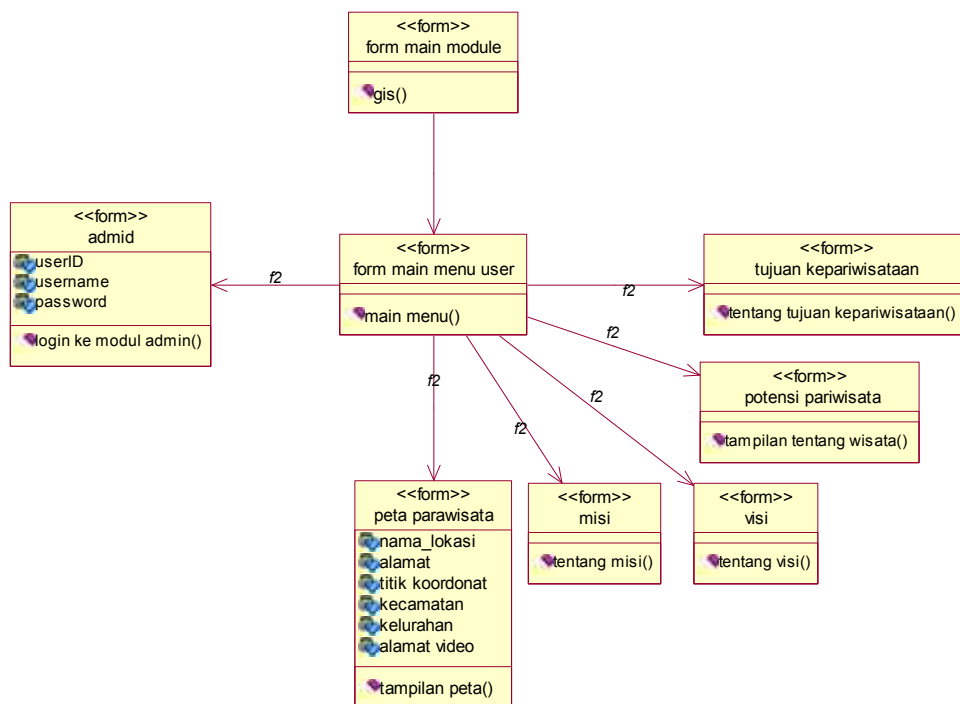 <<form>>
form main module
gis()
<<form>>
admid
userID
username
password
login ke modul admin()
f2
<<form>>
form main menu user
main menu()
f2
<<form>>
tujuan kepariwisataan
tentang tujuan kepariwisataan()
f2
<<form>>
potensi pariwisata
tampilan tentang wisata()
f2
f2
f2
<<form>>
peta parawisata
nama_lokasi
alamat
titik koordonat
kecamatan
kelurahan
alamat video
tampilan peta()
<<form>>
misi
tentang misi()
<<form>>
visi
tentang visi()